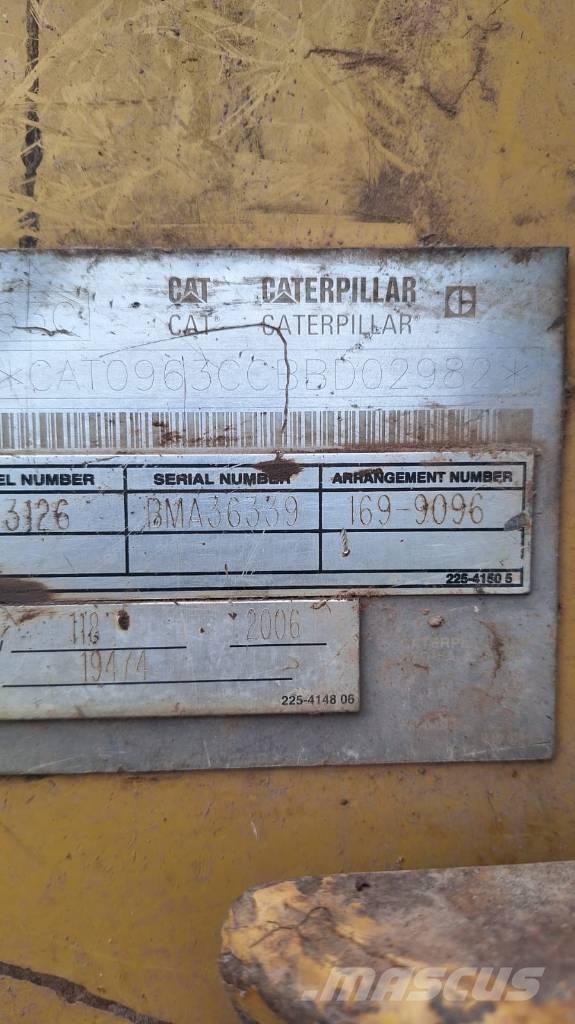 CAT CATERPILLAR
CAT CATERPILLAR
*CAT0963CCBBD02982*
EL NUMBER SERIAL NUMBER ARRANGEMENT NUMBER
3126 BMA36339 169-9096
225-4150 5
118 2006
19474
225-4148 06
MASCUS